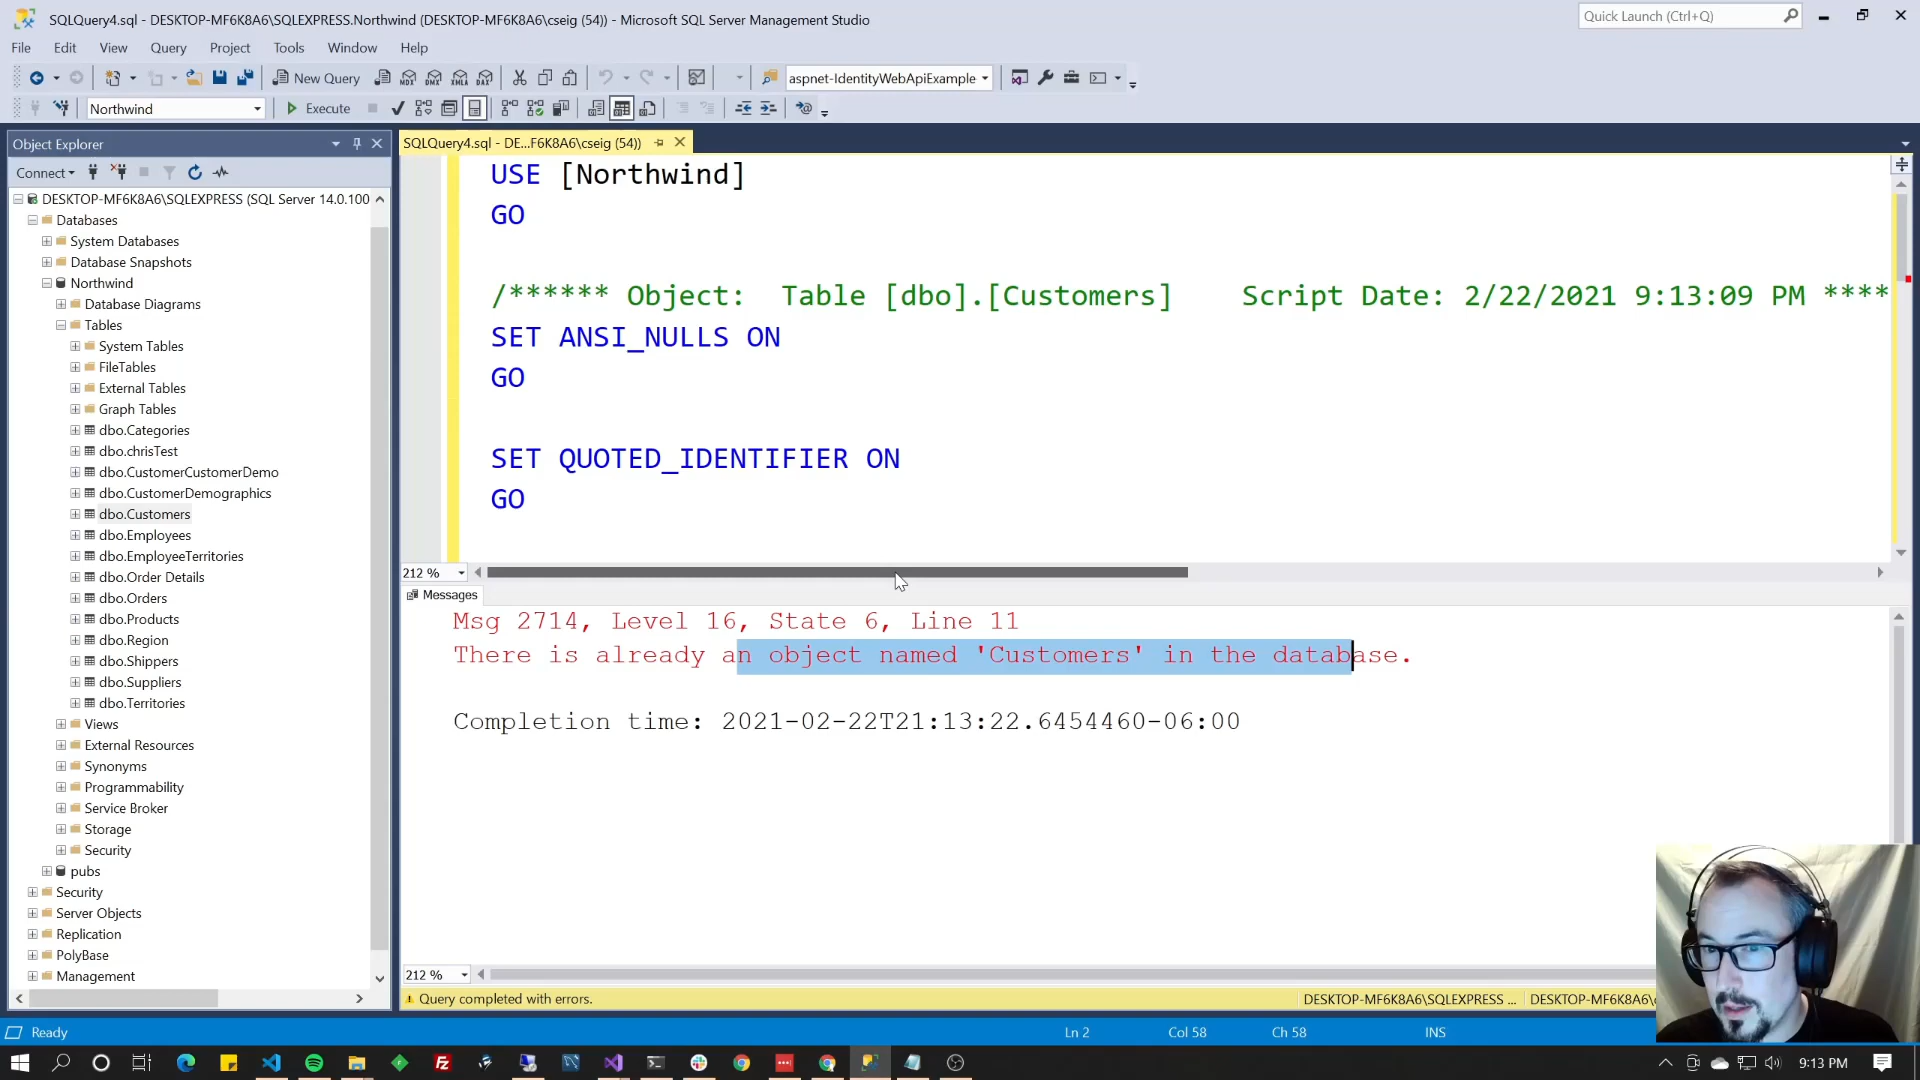 SQLQuery4.sql - DESKTOP-MF6K8A6\SQLEXPRESS.Northwind (DESKTOP-MF6K8A6\cseig (54)) - Microsoft SQL Server Management Studio
Quick Launch (Ctrl+Q)
File Edit View Query Project Tools Window Help
New Query
MDX DMX XMLA DAX
aspnet-IdentityWebApiExample
Northwind
Execute
Object Explorer
SQLQuery4.sql - DE...F6K8A6\cseig (54))
Connect
DESKTOP-MF6K8A6\SQLEXPRESS (SQL Server 14.0.100
Databases
System Databases
Database Snapshots
Northwind
Database Diagrams
Tables
System Tables
FileTables
External Tables
Graph Tables
dbo.Categories
dbo.chrisTest
dbo.CustomerCustomerDemo
dbo.CustomerDemographics
dbo.Customers
dbo.Employees
dbo.EmployeeTerritories
dbo.Order Details
dbo.Orders
dbo.Products
dbo.Region
dbo.Shippers
dbo.Suppliers
dbo.Territories
Views
External Resources
Synonyms
Programmability
Service Broker
Storage
Security
pubs
Security
Server Objects
Replication
PolyBase
Management
USE [Northwind]
GO
/****** Object:  Table [dbo].[Customers]    Script Date: 2/22/2021 9:13:09 PM ****
SET ANSI_NULLS ON
GO
SET QUOTED_IDENTIFIER ON
GO
212 %
Messages
Msg 2714, Level 16, State 6, Line 11
There is already an object named 'Customers' in the database.
Completion time: 2021-02-22T21:13:22.6454460-06:00
212 %
Query completed with errors.
DESKTOP-MF6K8A6\SQLEXPRESS ...
DESKTOP-MF6K8A6\
Ready
Ln 2
Col 58
Ch 58
INS
9:13 PM